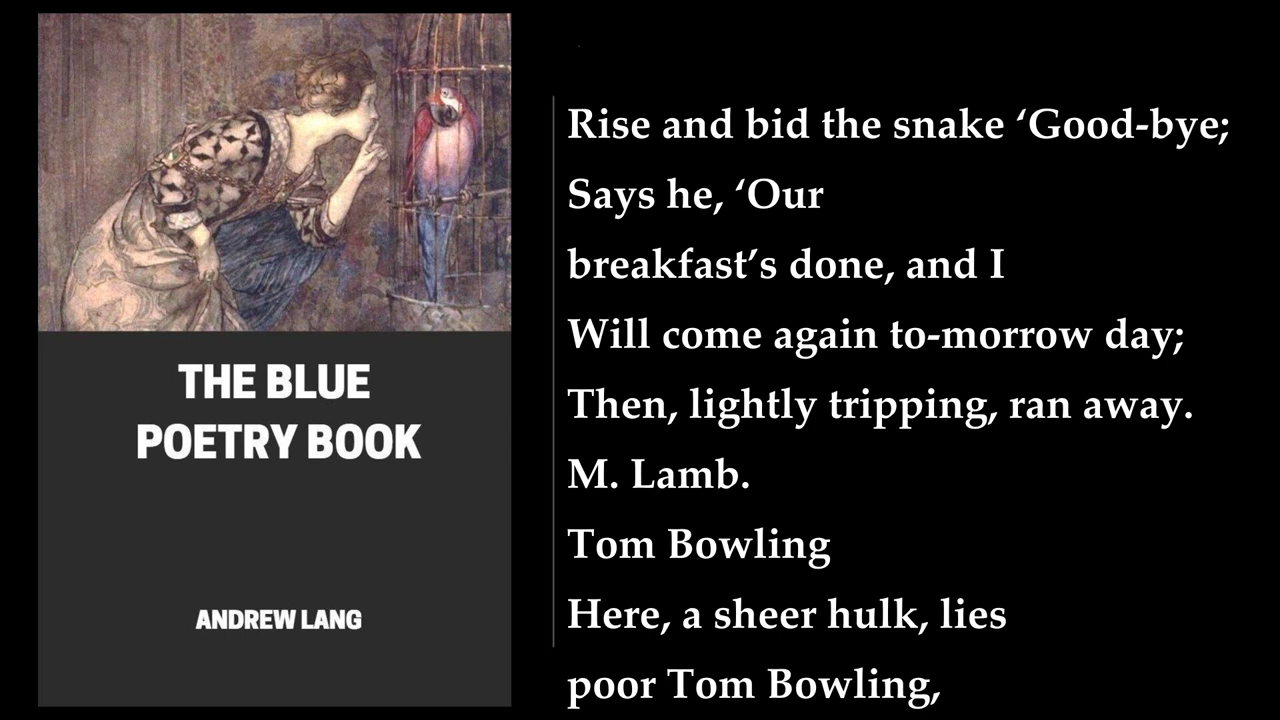 THE BLUE
POETRY BOOK
ANDREW LANG
Rise and bid the snake ‘Good-bye;
Says he, ‘Our
breakfast’s done, and I
Will come again to-morrow day;
Then, lightly tripping, ran away.
M. Lamb.
Tom Bowling
Here, a sheer hulk, lies
poor Tom Bowling,